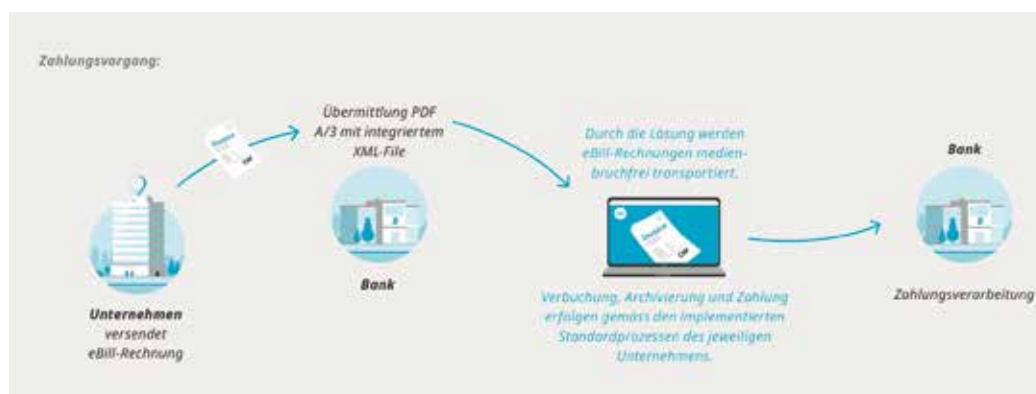 Zahlungsvorgang:
Übermittlung PDF
A/3 mit integriertem
XML-File
Bank
Unternehmen
versendet
eBill-Rechnung
Durch die Lösung werden
eBill-Rechnungen medien-
bruchfrei transportiert.
Verbuchung, Archivierung und Zahlung
erfolgen gemäss den implementierten
Standardprozessen des jeweiligen
Unternehmens.
Bank
Zahlungsverarbeitung